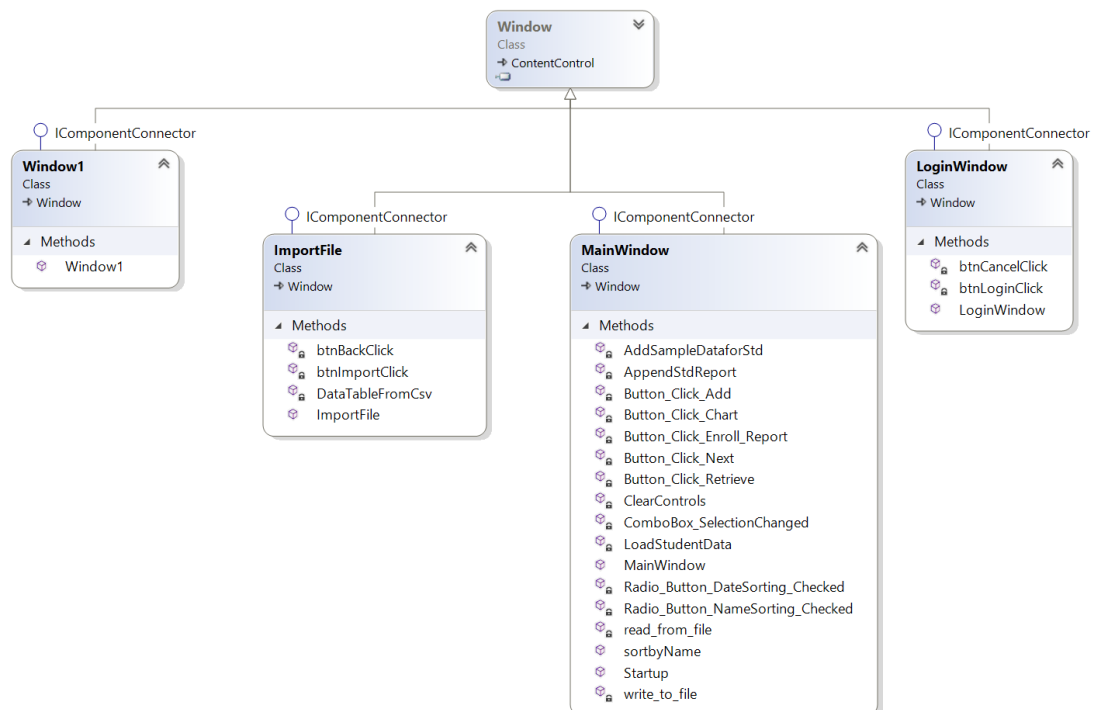 Window
Class
ContentControl
IComponentConnector
Window1
Class
Window
Methods
Window1
IComponentConnector
ImportFile
Class
Window
Methods
btnBackClick
btnImportClick
DataTableFromCsv
ImportFile
IComponentConnector
MainWindow
Class
Window
Methods
AddSampleDataforStd
AppendStdReport
Button_Click_Add
Button_Click_Chart
Button_Click_Enroll_Report
Button_Click_Next
Button_Click_Retrieve
ClearControls
ComboBox_SelectionChanged
LoadStudentData
MainWindow
Radio_Button_DateSorting_Checked
Radio_Button_NameSorting_Checked
read_from_file
sortbyName
Startup
write_to_file
IComponentConnector
LoginWindow
Class
Window
Methods
btnCancelClick
btnLoginClick
LoginWindow